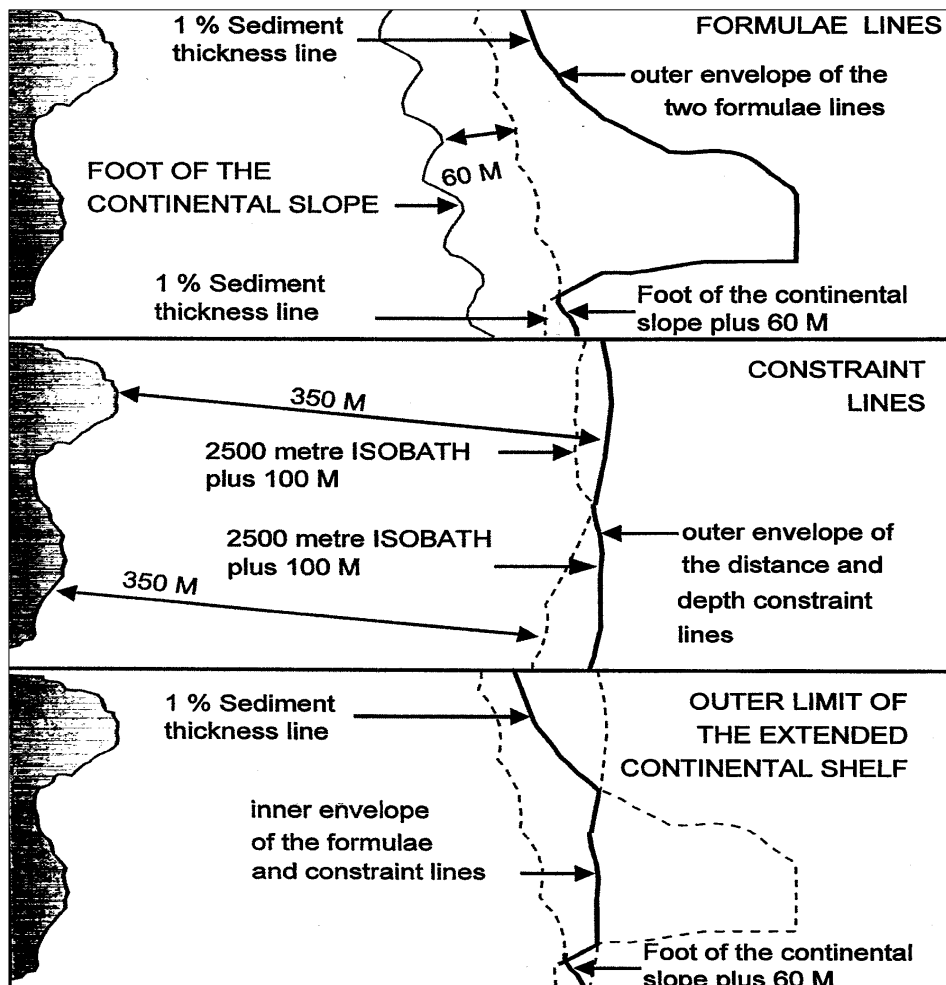 1 % Sediment
thickness line
FORMULAE LINES
outer envelope of the
two formulae lines
60 M
FOOT OF THE
CONTINENTAL SLOPE
1 % Sediment
thickness line
Foot of the continental
slope plus 60 M
CONSTRAINT
LINES
350 M
2500 metre ISOBATH
plus 100 M
2500 metre ISOBATH
plus 100 M
outer envelope of
the distance and
depth constraint
lines
350 M
1 % Sediment
thickness line
OUTER LIMIT OF
THE EXTENDED
CONTINENTAL SHELF
inner envelope
of the formulae
and constraint lines
Foot of the continental
slope plus 60 M